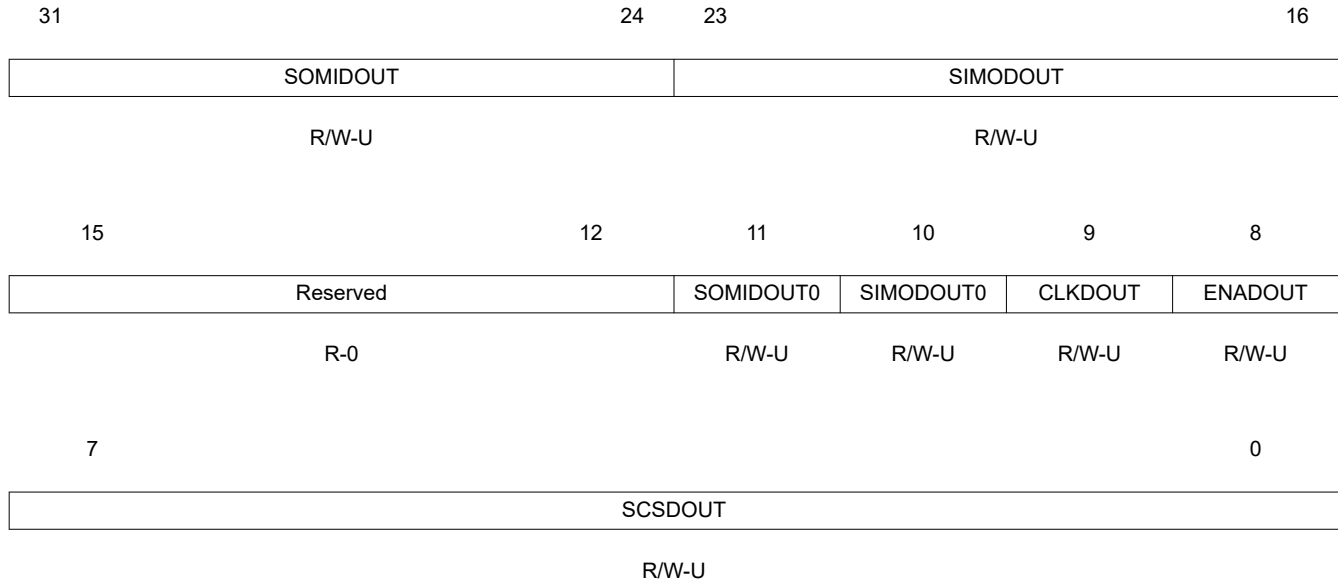 31 24 23 16
SOMIDOUT SIMODOUT
R/W-U R/W-U
15 12 11 10 9 8
Reserved SOMIDOUT0 SIMODOUT0 CLKDOUT ENADOUT
R-0 R/W-U R/W-U R/W-U R/W-U
7 0
SCSDOUT
R/W-U